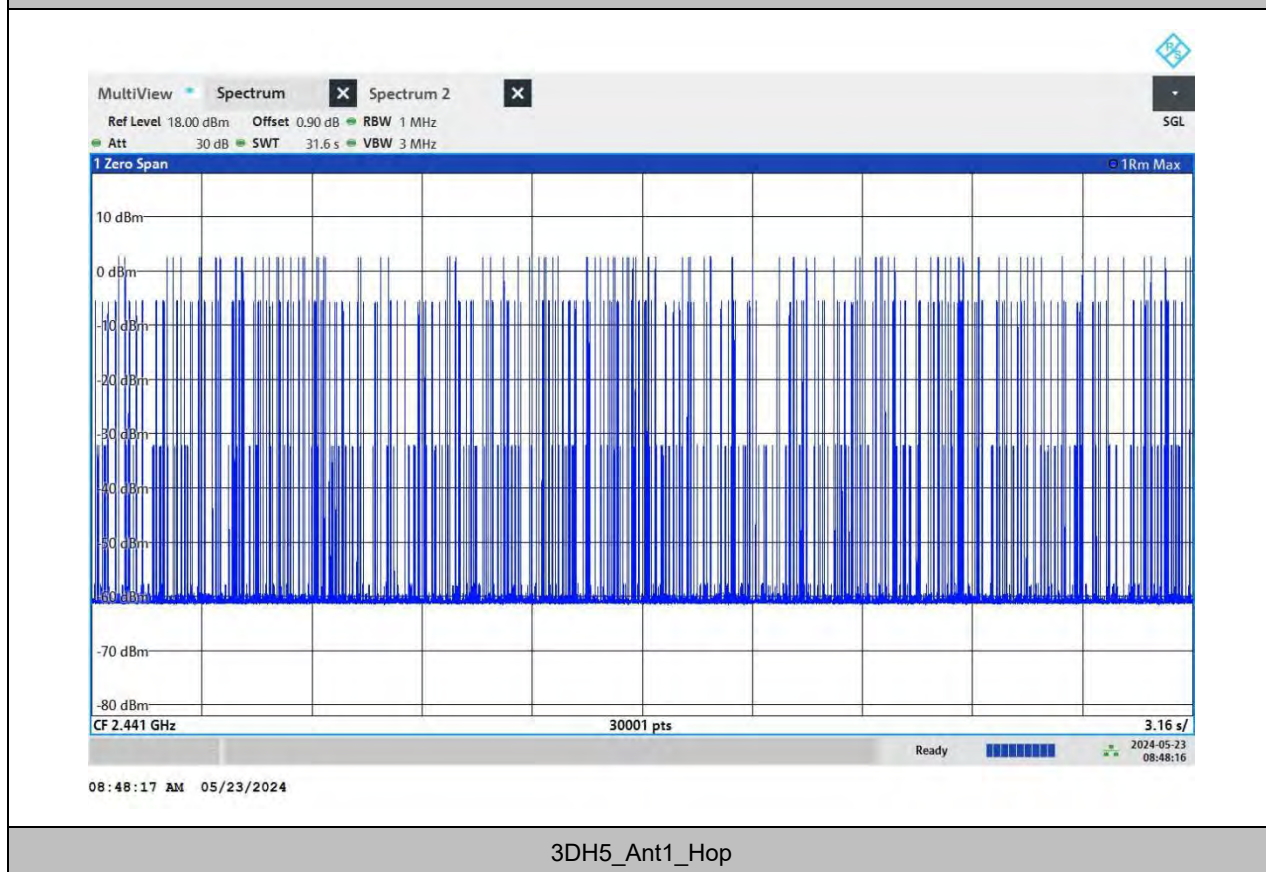 R S
MultiView Spectrum X Spectrum 2 X
Ref Level 18.00 dBm Offset 0.90 dB RBW 1 MHz SGL
Att 30 dB SWT 31.6 s VBW 3 MHz
1 Zero Span 1Rm Max
10 dBm
0 dBm
-10 dBm
-20 dBm
-30 dBm
-40 dBm
-50 dBm
-60 dBm
-70 dBm
-80 dBm
CF 2.441 GHz 30001 pts 3.16 s/
Ready 2024-05-23
08:48:16
08:48:17 AM 05/23/2024
3DH5_Ant1_Hop